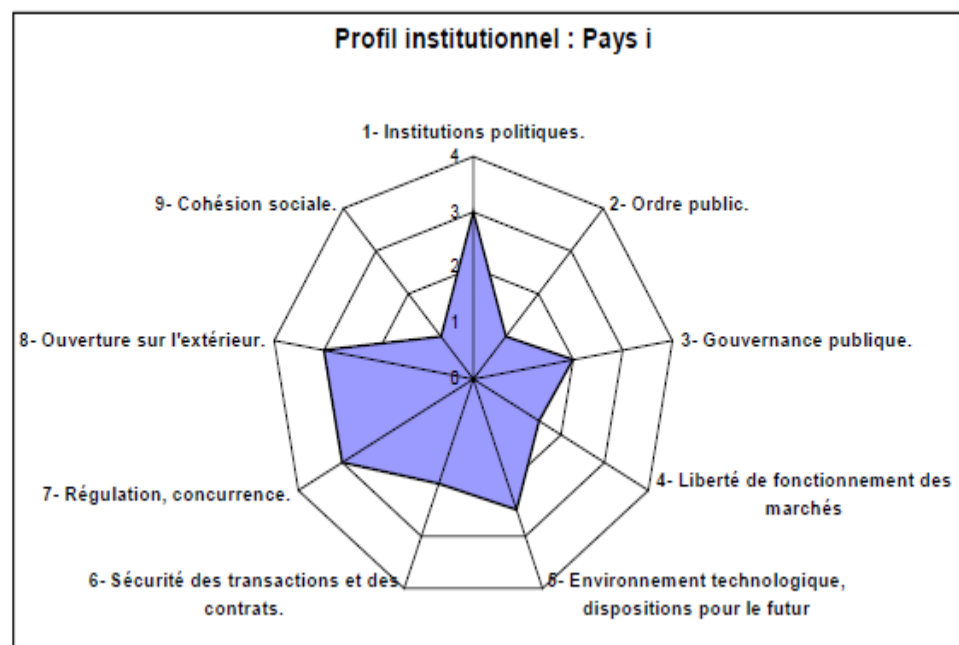 Profil institutionnel : Pays i
1- Institutions politiques.
4
9- Cohésion sociale.
2- Ordre public.
3
2
8- Ouverture sur l'extérieur.
3- Gouvernance publique.
1
0
7- Régulation, concurrence.
4- Liberté de fonctionnement des
marchés
6- Sécurité des transactions et des
contrats.
5- Environnement technologique,
dispositions pour le futur